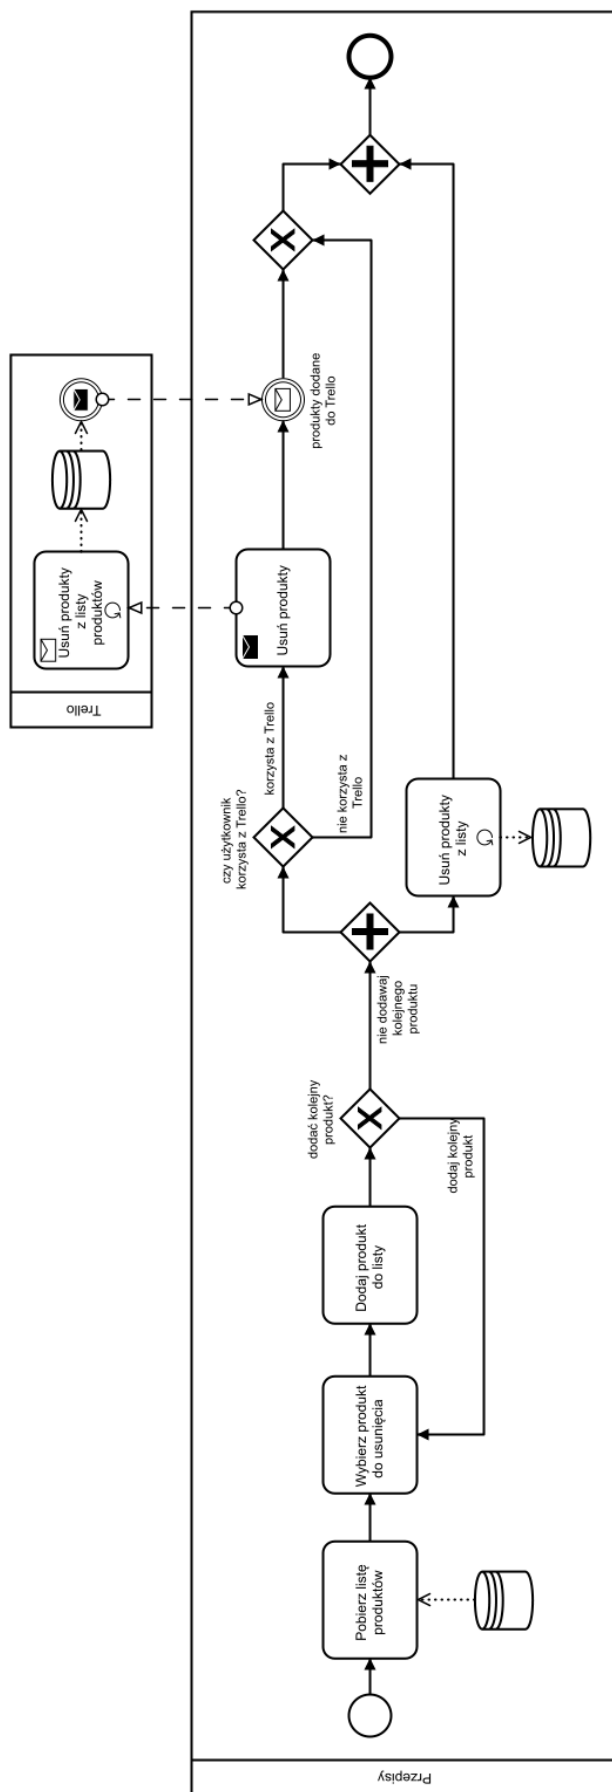 Trello
Usuń produkty
z listy
produktów
Przepisy
Pobierz listę
produktów
Wybierz produkt
do usunięcia
Dodaj produkt
do listy
dodać kolejny
produkt?
dodaj kolejny
produkt
nie dodawaj
kolejnego
produktu
czy użytkownik
korzysta z Trello?
korzysta z Trello
nie korzysta z
Trello
Usuń produkty
produkty dodane
do Trello
Usuń produkty
z listy